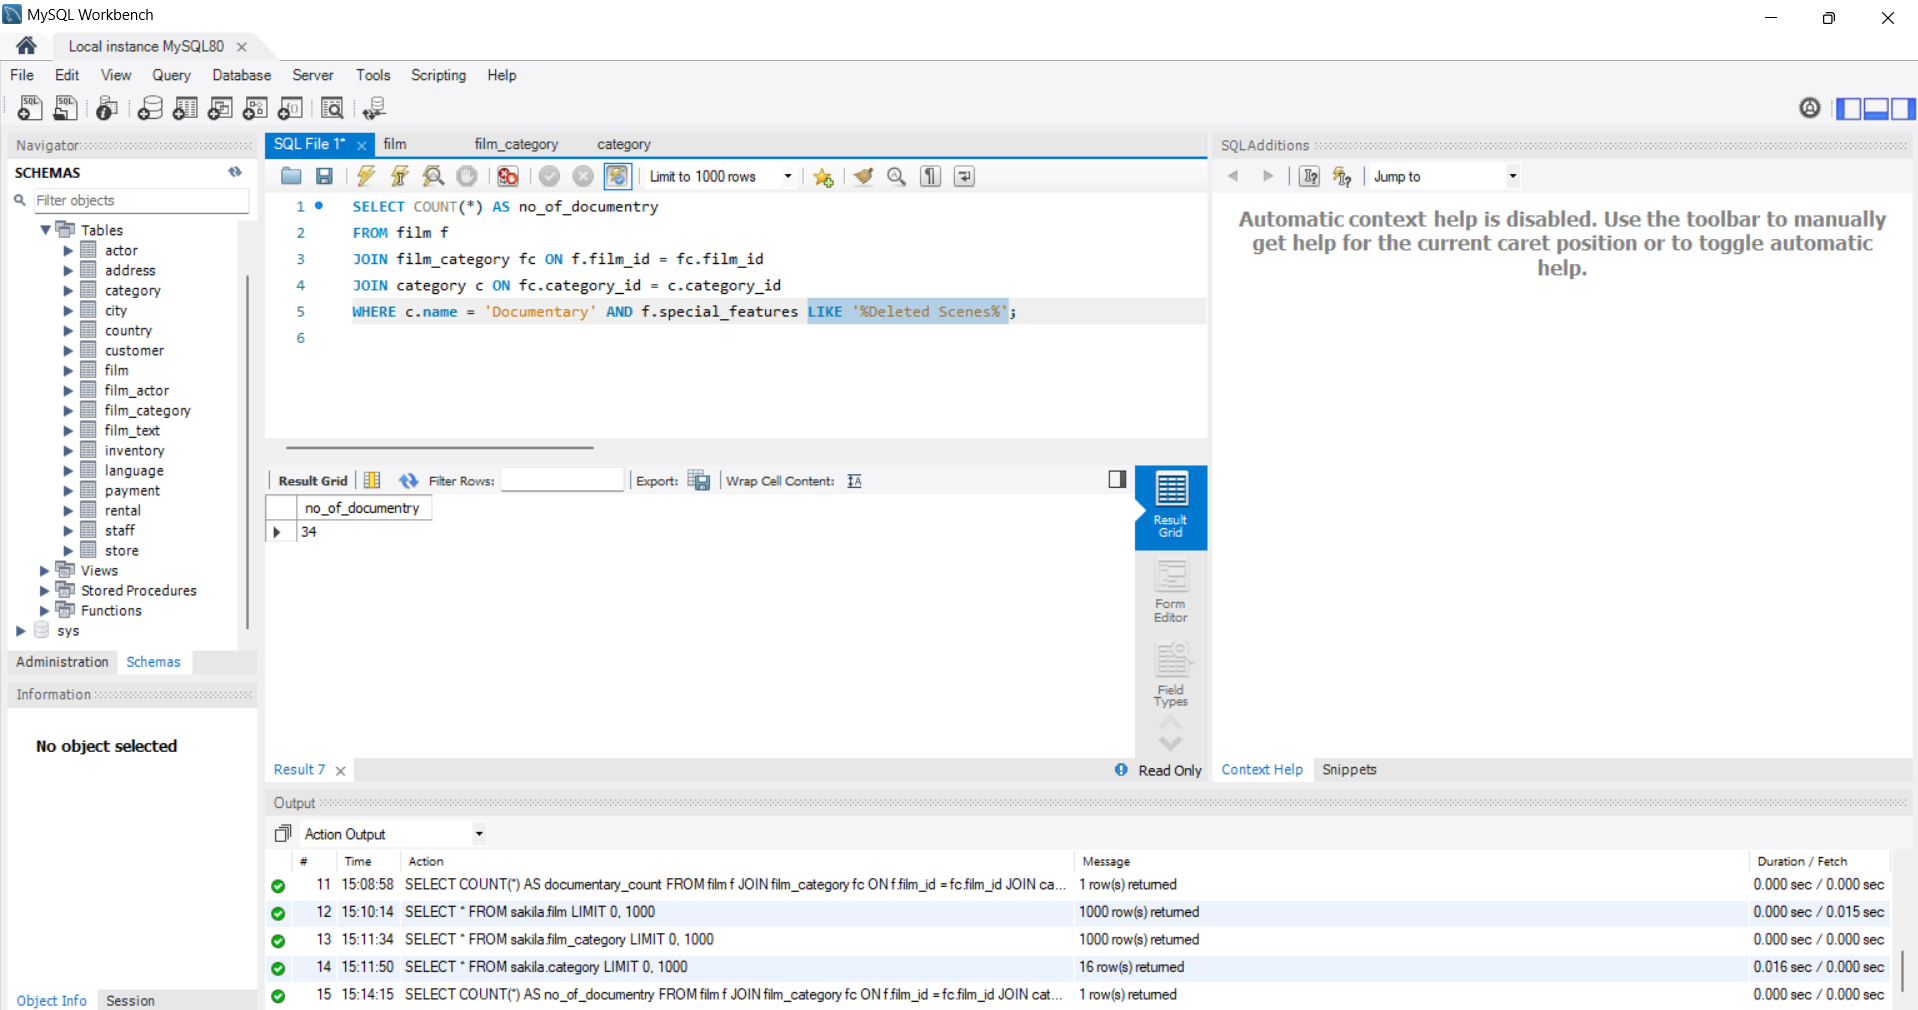 MySQL Workbench
Local instance MySQL80
File Edit View Query Database Server Tools Scripting Help
Navigator
SCHEMAS
Filter objects
Tables
actor
address
category
city
country
customer
film
film_actor
film_category
film_text
inventory
language
payment
rental
staff
store
Views
Stored Procedures
Functions
sys
Administration Schemas
Information
No object selected
Object Info Session
SQL File 1* film film_category category
Limit to 1000 rows
1 SELECT COUNT(*) AS no_of_documentry
2 FROM film f
3 JOIN film_category fc ON f.film_id = fc.film_id
4 JOIN category c ON fc.category_id = c.category_id
5 WHERE c.name = 'Documentary' AND f.special_features LIKE '%Deleted Scenes%';
6
Result Grid Filter Rows: Export: Wrap Cell Content:
no_of_documentry
34
Result Grid
Form Editor
Field Types
Result 7 Read Only
SQLAdditions
Jump to
Automatic context help is disabled. Use the toolbar to manually
get help for the current caret position or to toggle automatic
help.
Context Help Snippets
Output
Action Output
# Time Action Message Duration / Fetch
11 15:08:58 SELECT COUNT(*) AS documentary_count FROM film f JOIN film_category fc ON f.film_id = fc.film_id JOIN ca... 1 row(s) returned 0.000 sec / 0.000 sec
12 15:10:14 SELECT * FROM sakila.film LIMIT 0, 1000 1000 row(s) returned 0.000 sec / 0.015 sec
13 15:11:34 SELECT * FROM sakila.film_category LIMIT 0, 1000 1000 row(s) returned 0.000 sec / 0.000 sec
14 15:11:50 SELECT * FROM sakila.category LIMIT 0, 1000 16 row(s) returned 0.016 sec / 0.000 sec
15 15:14:15 SELECT COUNT(*) AS no_of_documentry FROM film f JOIN film_category fc ON f.film_id = fc.film_id JOIN cat... 1 row(s) returned 0.000 sec / 0.000 sec